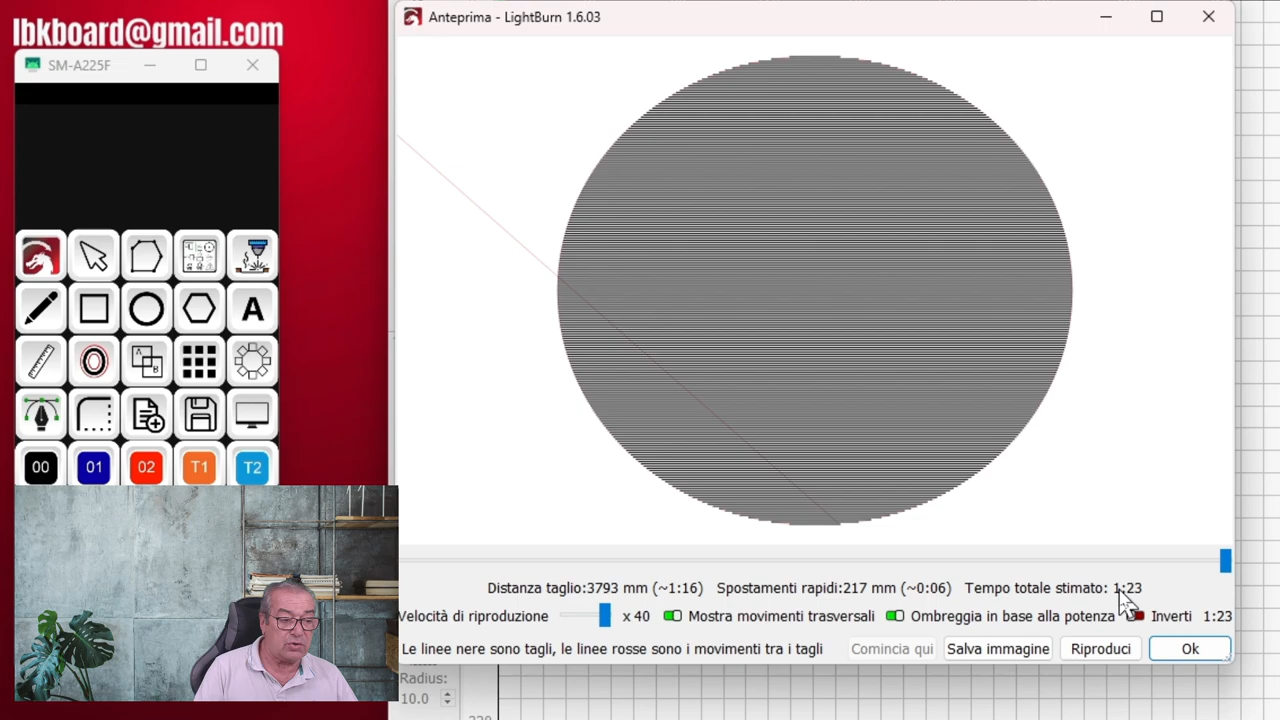 lbkboard@gmail.com
SM-A225F
A
A
B
00
01
02
T1
T2
Anteprima - LightBurn 1.6.03
Distanza taglio:3793 mm (~1:16) Spostamenti rapidi:217 mm (~0:06) Tempo totale stimato: 1:23
Velocità di riproduzione x 40 Mostra movimenti trasversali Ombreggia in base alla potenza Inverti 1:23
Le linee nere sono tagli, le linee rosse sono i movimenti tra i tagli Comincia qui Salva immagine Riproduci Ok
Radius:
10.0